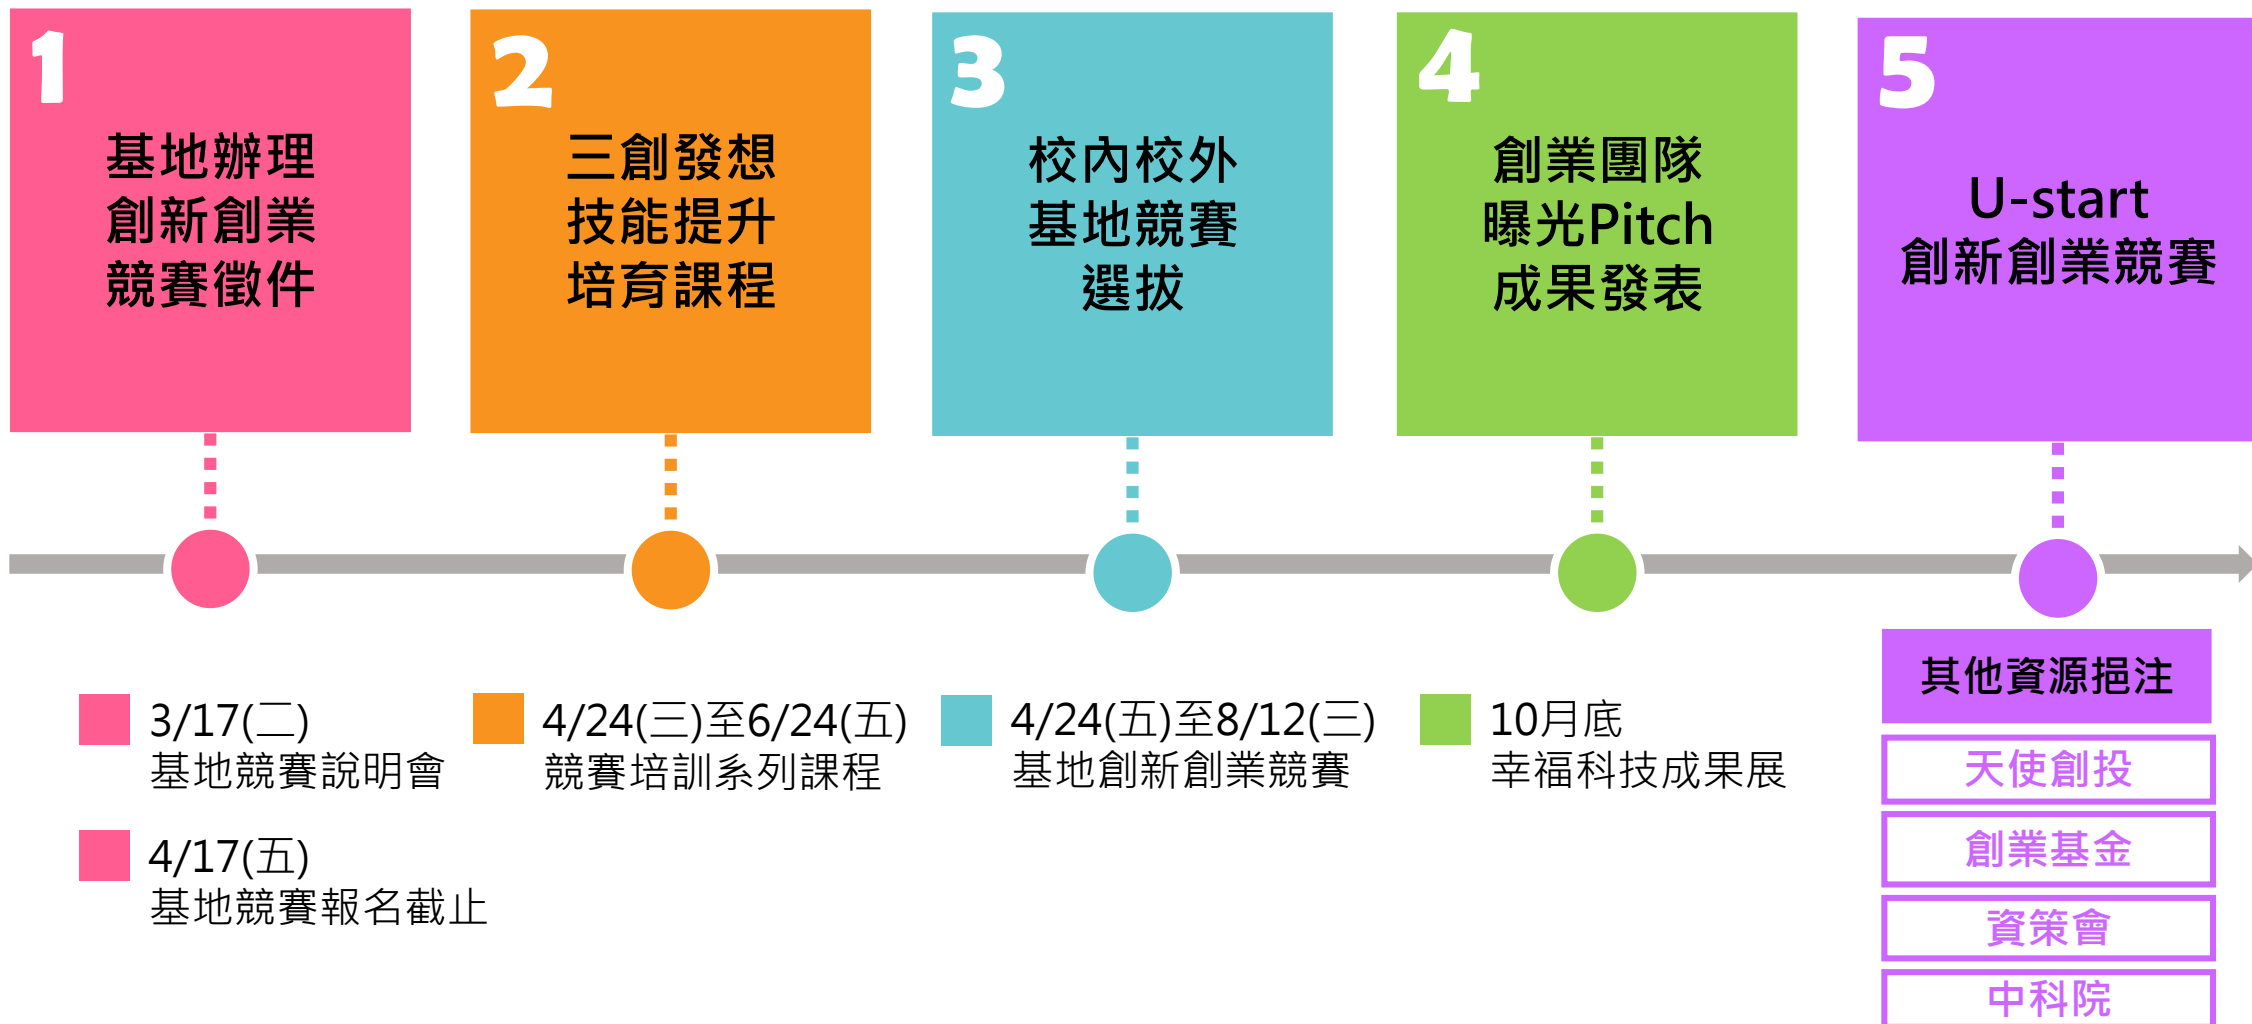 1
基地辦理
創新創業
競賽徵件
2
三創發想
技能提升
培育課程
3
校內校外
基地競賽
選拔
4
創業團隊
曝光Pitch
成果發表
5
U-start
創新創業競賽
3/17(二)
基地競賽說明會
4/17(五)
基地競賽報名截止
4/24(三)至6/24(五)
競賽培訓系列課程
4/24(五)至8/12(三)
基地創新創業競賽
10月底
幸福科技成果展
其他資源挹注
天使創投
創業基金
資策會
中科院